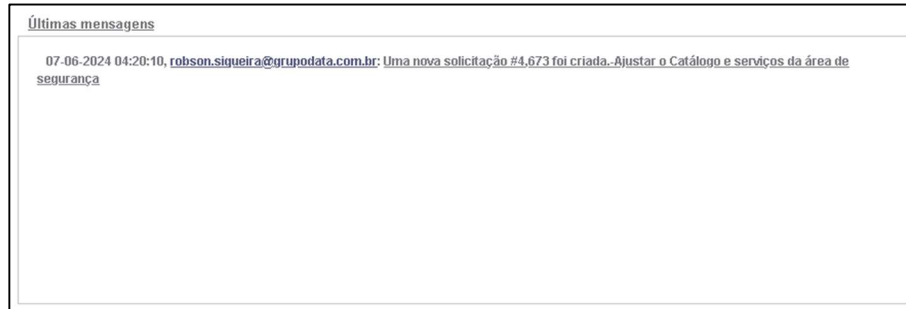 Últimas mensagens
07-06-2024 04:20:10, robson.siqueira@grupodata.com.br: Uma nova solicitação #4,673 foi criada.-Ajustar o Catálogo e serviços da área de
segurança